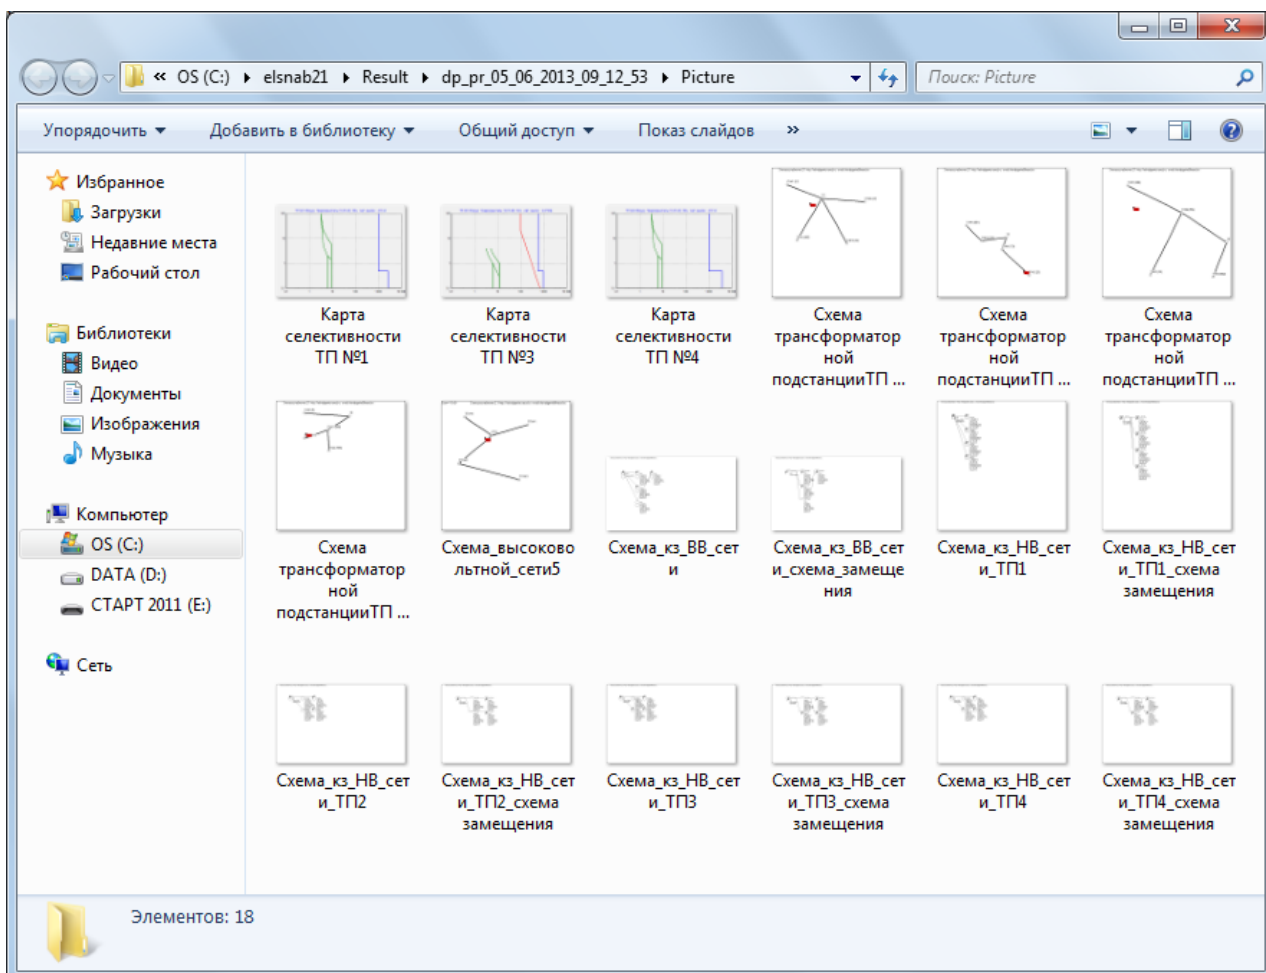 « OS (C:) ▸ elsnab21 ▸ Result ▸ dp_pr_05_06_2013_09_12_53 ▸ Picture
Поиск: Picture
Упорядочить ▾ Добавить в библиотеку ▾ Общий доступ ▾ Показ слайдов »
Избранное
Загрузки
Недавние места
Рабочий стол
Библиотеки
Видео
Документы
Изображения
Музыка
Компьютер
OS (C:)
DATA (D:)
СТАРТ 2011 (E:)
Сеть
Карта
селективности
ТП №1
Карта
селективности
ТП №3
Карта
селективности
ТП №4
Схема
трансформатор
ной
подстанцииТП ...
Схема
трансформатор
ной
подстанцииТП ...
Схема
трансформатор
ной
подстанцииТП ...
Схема
трансформатор
ной
подстанцииТП ...
Схема_высоково
льтной_сети5
Схема_кз_ВВ_сет
и
Схема_кз_ВВ_сет
и_схема_замеще
ния
Схема_кз_НВ_сет
и_ТП1
Схема_кз_НВ_сет
и_ТП1_схема
замещения
Схема_кз_НВ_сет
и_ТП2
Схема_кз_НВ_сет
и_ТП2_схема
замещения
Схема_кз_НВ_сет
и_ТП3
Схема_кз_НВ_сет
и_ТП3_схема
замещения
Схема_кз_НВ_сет
и_ТП4
Схема_кз_НВ_сет
и_ТП4_схема
замещения
Элементов: 18